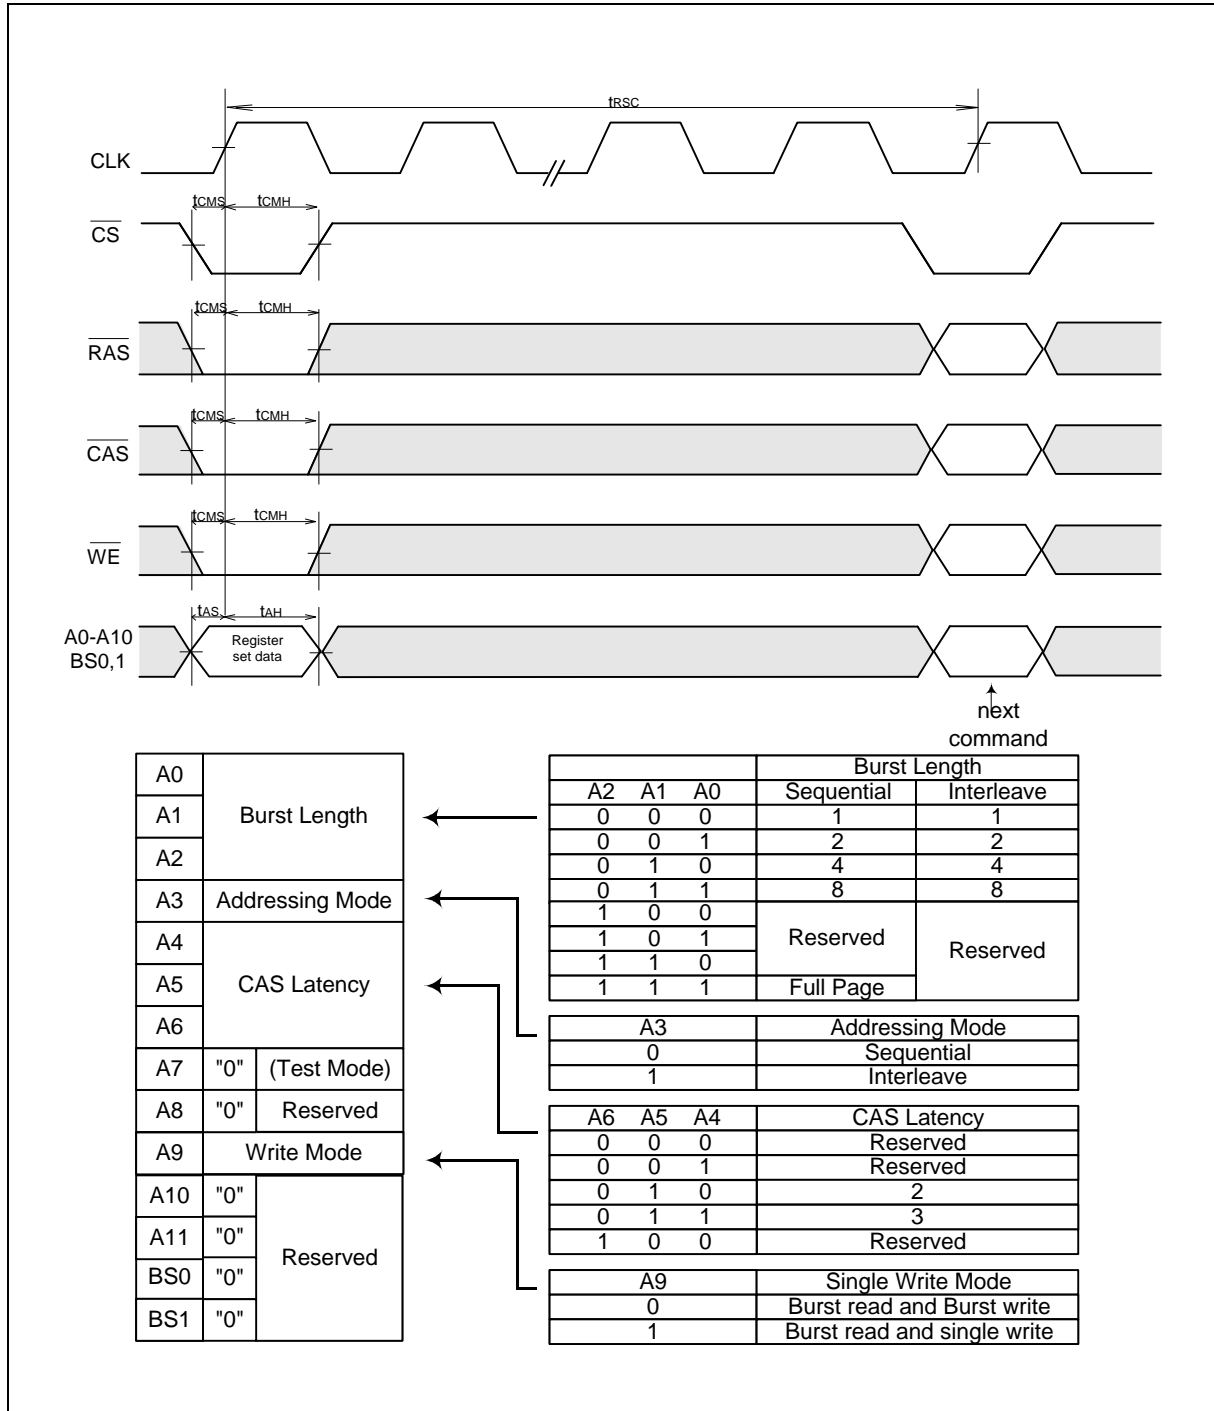 tRSC
CLK
tCMS tCMH
CS
tCMS tCMH
RAS
tCMS tCMH
CAS
tCMS tCMH
WE
tAS tAH
A0-A10
BS0,1
Register
set data
next
command
A0
A1 Burst Length
A2
A3 Addressing Mode
A4
A5 CAS Latency
A6
A7 "0" (Test Mode)
A8 "0" Reserved
A9 Write Mode
A10 "0"
A11 "0"
Reserved
BS0 "0"
BS1 "0"
Burst Length
A2 A1 A0 Sequential Interleave
0 0 0 1 1
0 0 1 2 2
0 1 0 4 4
0 1 1 8 8
1 0 0
1 0 1 Reserved Reserved
1 1 0
1 1 1 Full Page
A3 Addressing Mode
0 Sequential
1 Interleave
A6 A5 A4 CAS Latency
0 0 0 Reserved
0 0 1 Reserved
0 1 0 2
0 1 1 3
1 0 0 Reserved
A9 Single Write Mode
0 Burst read and Burst write
1 Burst read and single write